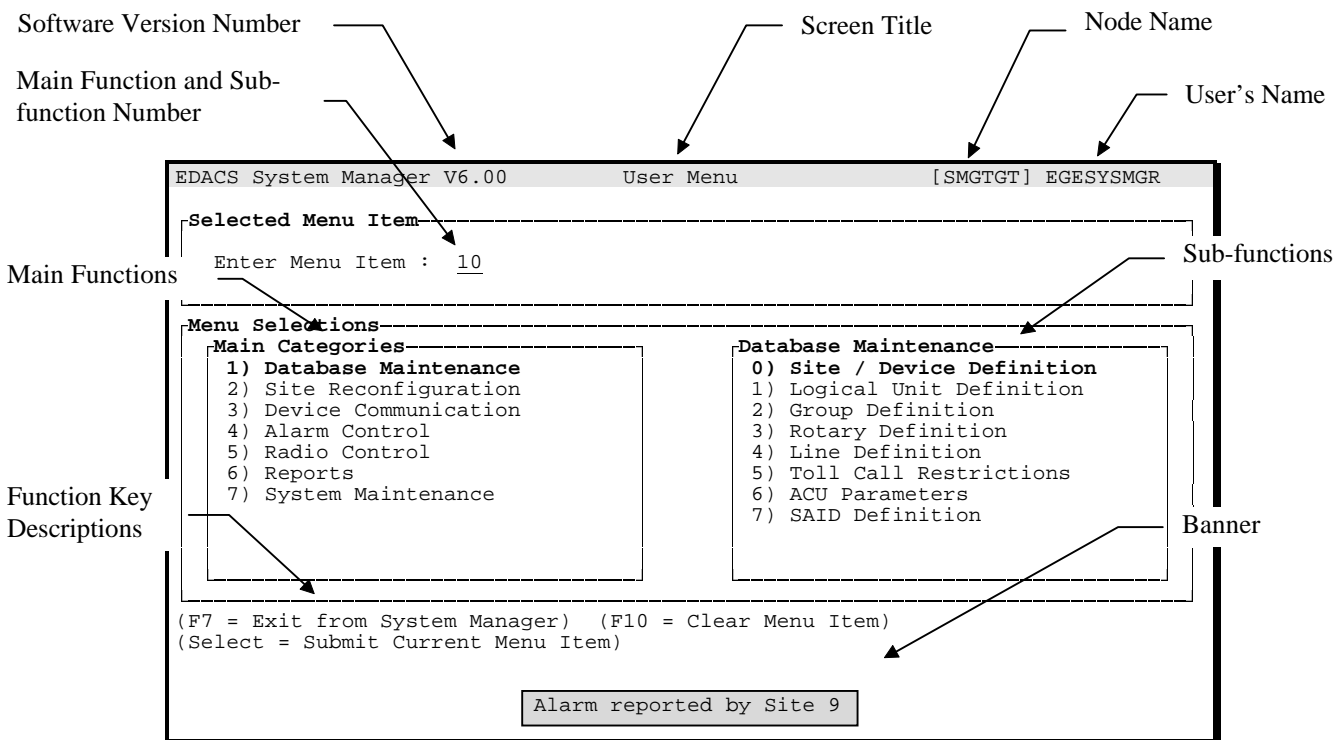 Software Version Number
Screen Title
Node Name
Main Function and Sub-
function Number
User's Name
EDACS System Manager V6.00 User Menu [SMGTGT] EGESYSMGR
Selected Menu Item
Enter Menu Item : 10
Main Functions
Sub-functions
Menu Selections
Main Categories
1) Database Maintenance
2) Site Reconfiguration
3) Device Communication
4) Alarm Control
5) Radio Control
6) Reports
7) System Maintenance
Database Maintenance
0) Site / Device Definition
1) Logical Unit Definition
2) Group Definition
3) Rotary Definition
4) Line Definition
5) Toll Call Restrictions
6) ACU Parameters
7) SAID Definition
Function Key
Descriptions
Banner
(F7 = Exit from System Manager) (F10 = Clear Menu Item)
(Select = Submit Current Menu Item)
Alarm reported by Site 9